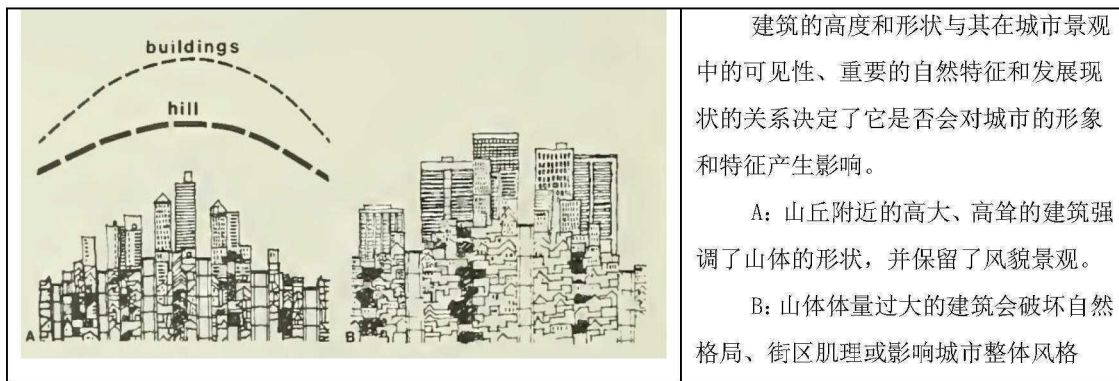 buildings
hill
A
B
建筑的高度和形状与其在城市景观
中的可见性、重要的自然特征和发展现
状的关系决定了它是否会对城市的形象
和特征产生影响。
A：山丘附近的高大、高耸的建筑强
调了山体的形状，并保留了风貌景观。
B：山体体量过大的建筑会破坏自然
格局、街区肌理或影响城市整体风格